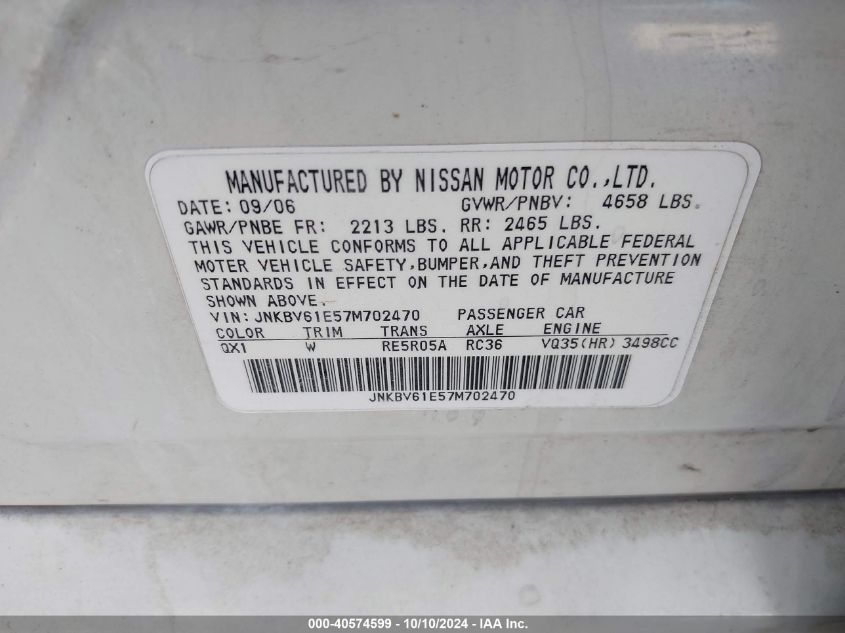 MANUFACTURED BY NISSAN MOTOR CO.,LTD.
DATE: 09/06 GVWR/PNBV: 4658 LBS.
GAWR/PNBE FR: 2213 LBS. RR: 2465 LBS.
THIS VEHICLE CONFORMS TO ALL APPLICABLE FEDERAL
MOTER VEHICLE SAFETY,BUMPER,AND THEFT PREVENTION
STANDARDS IN EFFECT ON THE DATE OF MANUFACTURE
SHOWN ABOVE.
VIN: JNKBV61E57M702470 PASSENGER CAR
COLOR TRIM TRANS AXLE ENGINE
QX1 W RE5R05A RC36 VQ35(HR) 3498CC
JNKBV61E57M702470
000-40574599 - 10/10/2024 - IAA Inc.